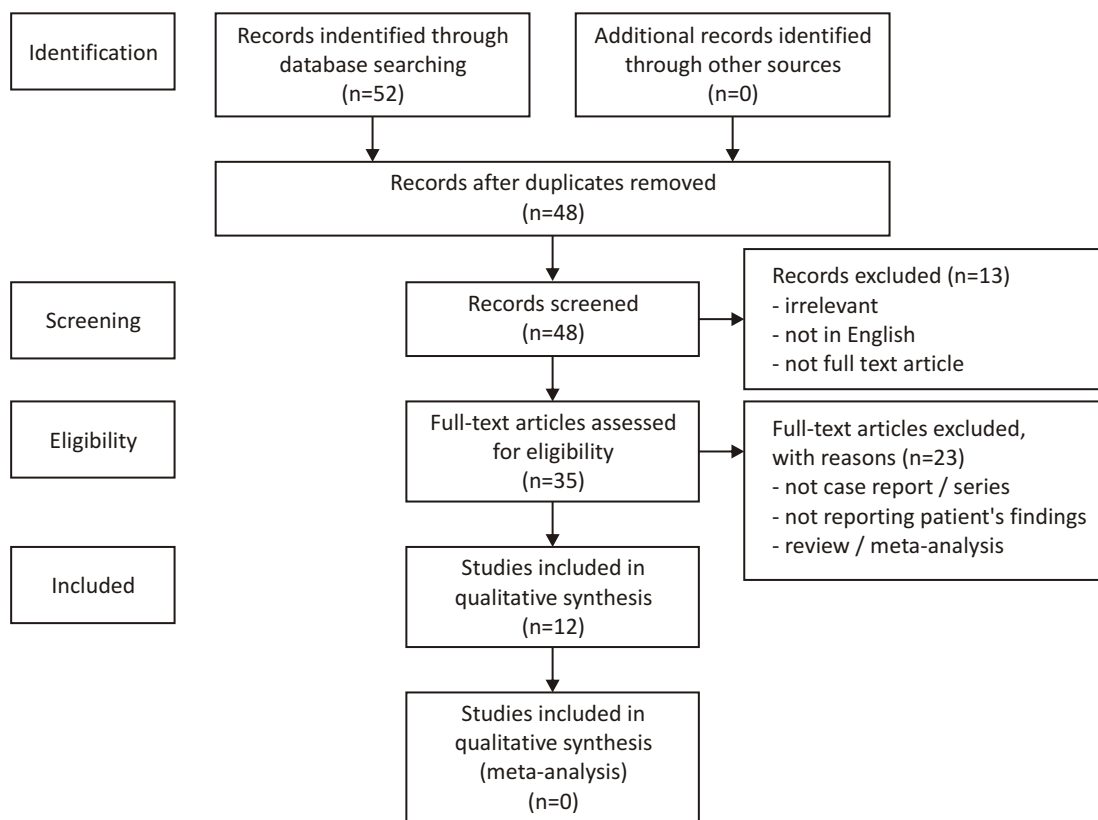 Identification
Records indentified through
database searching
(n=52)
Additional records identified
through other sources
(n=0)
Records after duplicates removed
(n=48)
Screening
Records screened
(n=48)
Records excluded (n=13)
- irrelevant
- not in English
- not full text article
Eligibility
Full-text articles assessed
for eligibility
(n=35)
Full-text articles excluded,
with reasons (n=23)
- not case report / series
- not reporting patient's findings
- review / meta-analysis
Included
Studies included in
qualitative synthesis
(n=12)
Studies included in
qualitative synthesis
(meta-analysis)
(n=0)